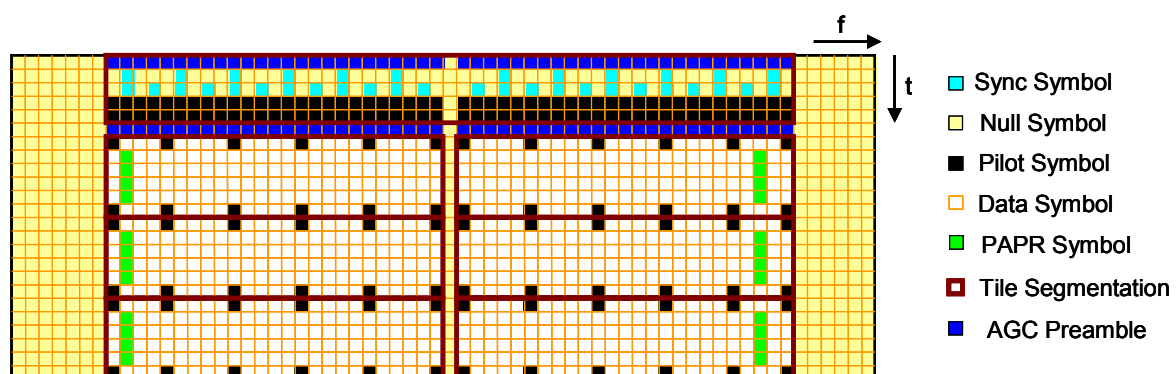 f
t
Sync Symbol
Null Symbol
Pilot Symbol
Data Symbol
PAPR Symbol
Tile Segmentation
AGC Preamble